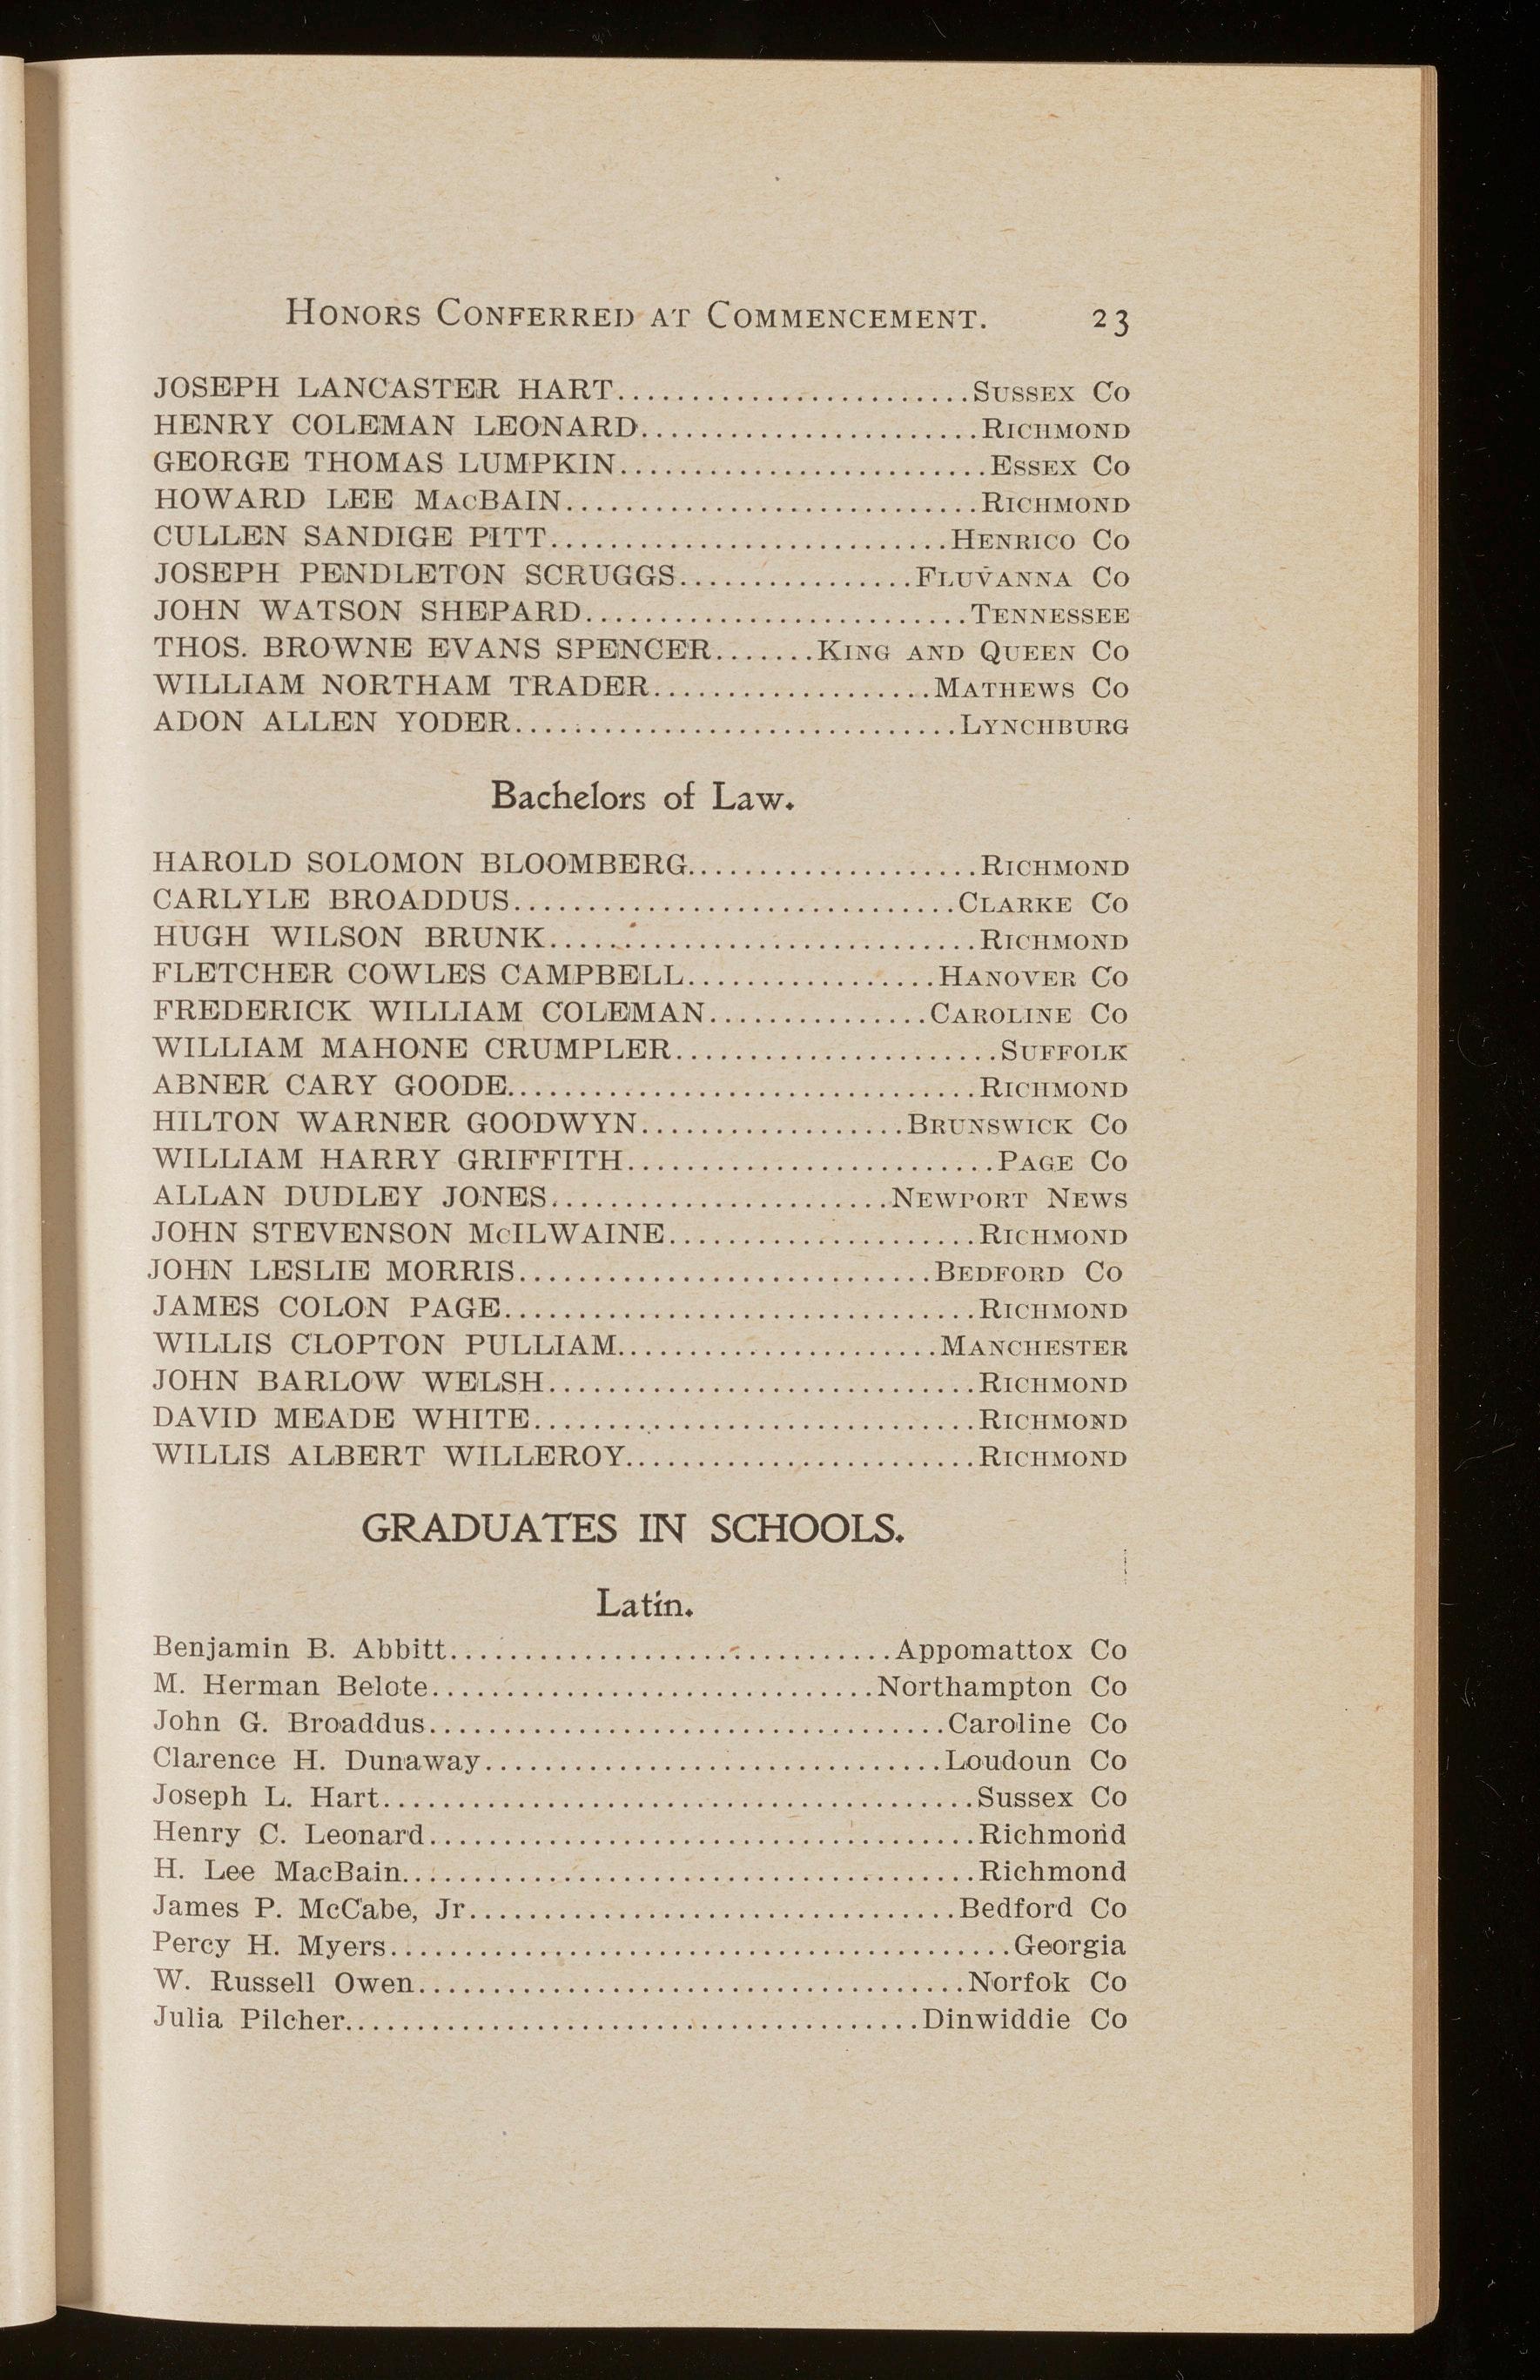 HONORS CONFERRED AT COMMENCEMENT. 23
JOSEPH LANCASTER HART........................SUSSEX CO
HENRY COLEMAN LEONARD.......................RICHMOND
GEORGE THOMAS LUMPKIN.........................ESSEX CO
HOWARD LEE MACBAIN............................RICHMOND
CULLEN SANDIGE PITT...........................HENRICO CO
JOSEPH PENDLETON SCRUGGS................FLUVANNA CO
JOHN WATSON SHEPARD..........................TENNESSEE
THOS. BROWNE EVANS SPENCER.......KING AND QUEEN CO
WILLIAM NORTHAM TRADER...................MATHEWS CO
ADON ALLEN YODER..............................LYNCHBURG
Bachelors of Law.
HAROLD SOLOMON BLOOMBERG....................RICHMOND
CARLYLE BROADDUS..............................CLARKE CO
HUGH WILSON BRUNK.............................RICHMOND
FLETCHER COWLES CAMPBELL.................HANOVER CO
FREDERICK WILLIAM COLEMAN...............CAROLINE CO
WILLIAM MAHONE CRUMPLER......................SUFFOLK
ABNER CARY GOODE................................RICHMOND
HILTON WARNER GOODWYN..................BRUNSWICK CO
WILLIAM HARRY GRIFFITH.........................PAGE CO
ALLAN DUDLEY JONES.......................NEWPORT NEWS
JOHN STEVENSON McILWAINE.....................RICHMOND
JOHN LESLIE MORRIS............................BEDFORD CO
JAMES COLON PAGE................................RICHMOND
WILLIS CLOPTON PULLIAM......................MANCHESTER
JOHN BARLOW WELSH.............................RICHMOND
DAVID MEADE WHITE..............................RICHMOND
WILLIS ALBERT WILLEROY........................RICHMOND
GRADUATES IN SCHOOLS.
Latin.
Benjamin B. Abbitt..............................Appomattox Co
M. Herman Belote..............................Northampton Co
John G. Broaddus...................................Caroline Co
Clarence H. Dunaway...............................Loudoun Co
Joseph L. Hart........................................Sussex Co
Henry C. Leonard.....................................Richmond
H. Lee MacBain.......................................Richmond
James P. McCabe, Jr.................................Bedford Co
Percy H. Myers..........................................Georgia
W. Russell Owen.....................................Norfok Co
Julia Pilcher.......................................Dinwiddie Co